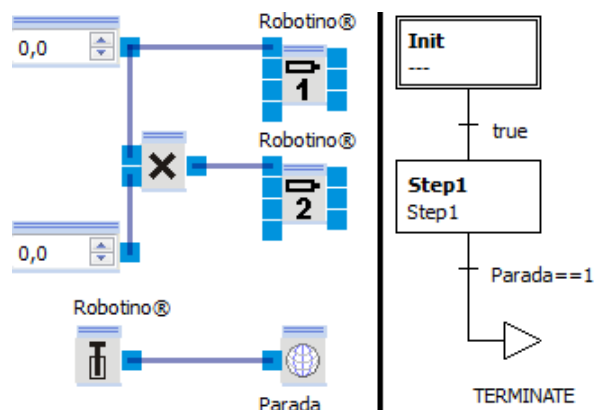 Robotino®
0,0
1
Robotino®
2
0,0
Robotino®
Parada
Init
---
true
Step1
Step1
Parada==1
TERMINATE